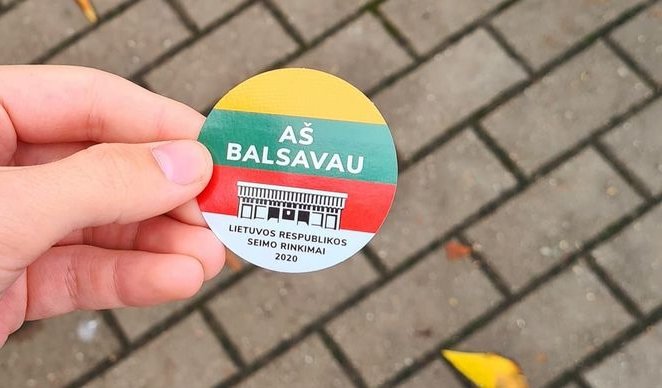 AŠ
BALSAVAU
LIETUVOS RESPUBLIKOS
SEIMO RINKIMAI
2020